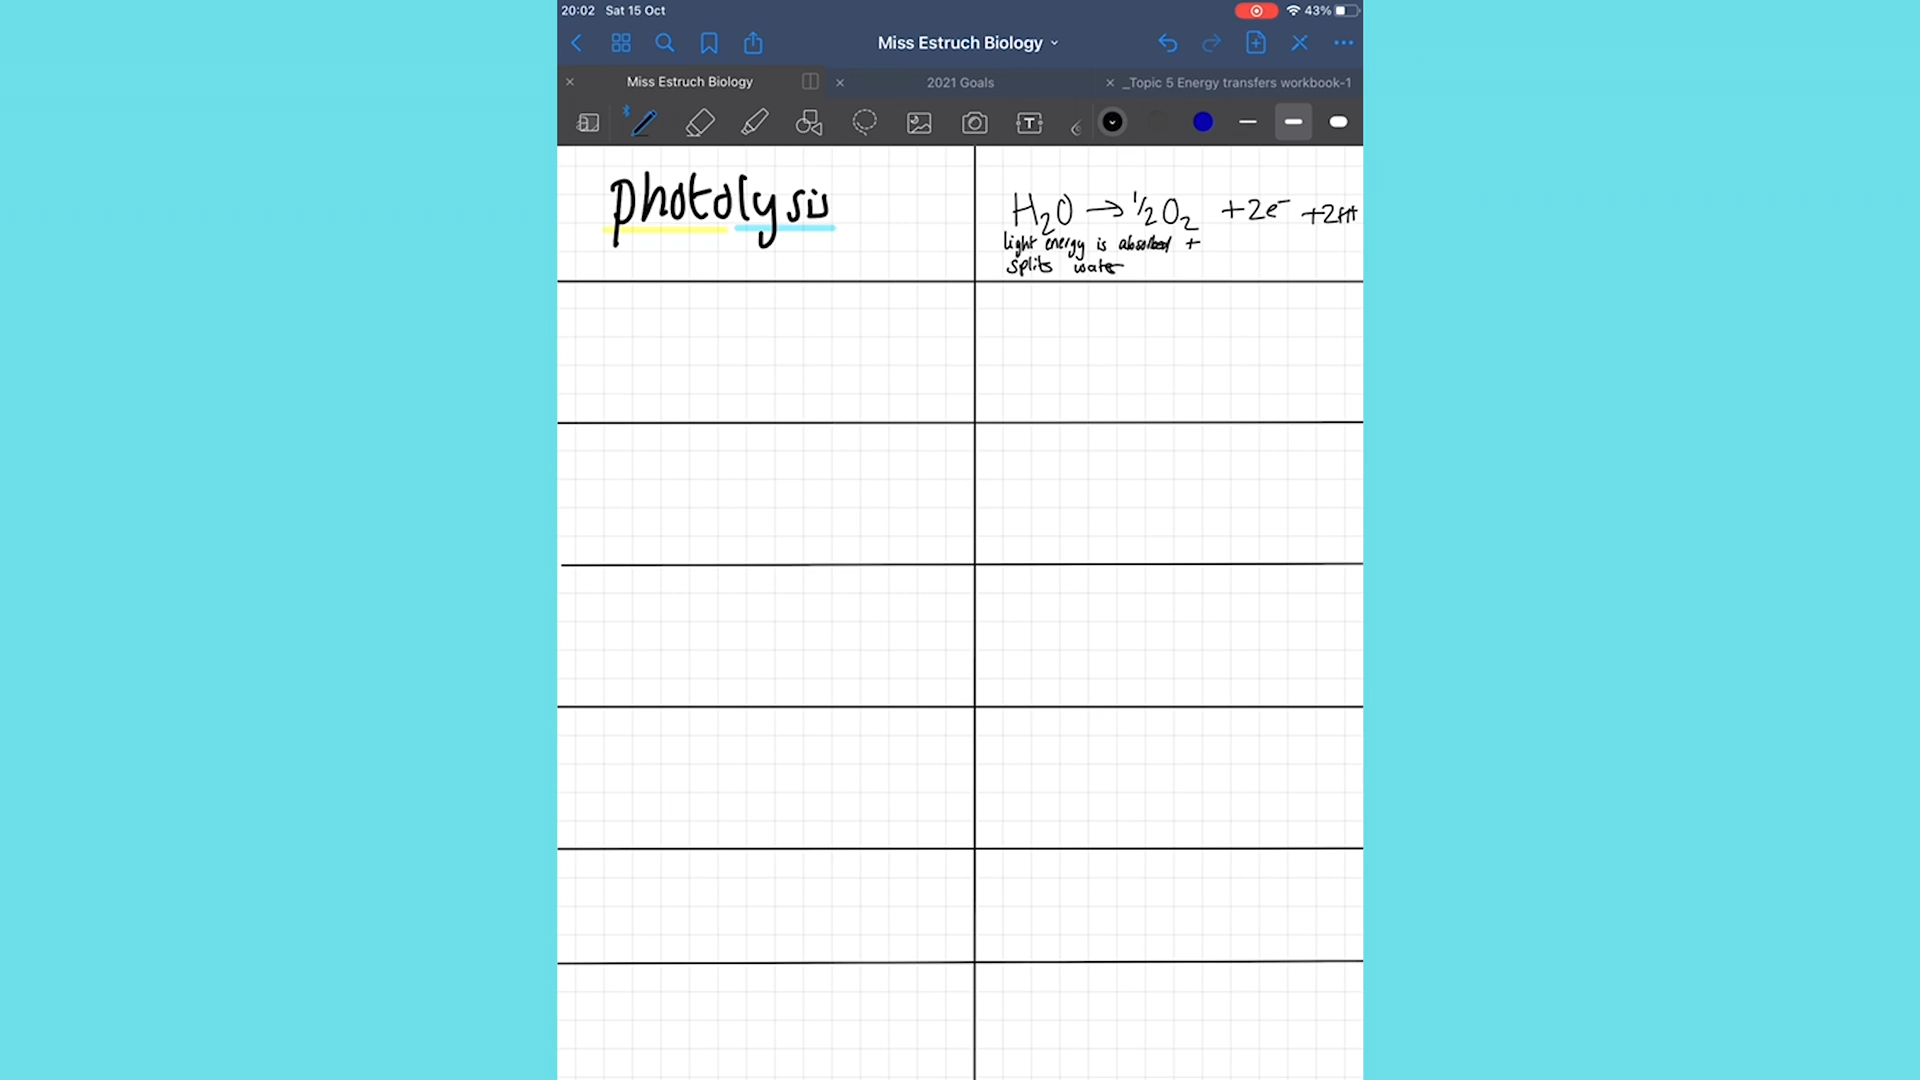 20:02 Sat 15 Oct 43%
Miss Estruch Biology
Miss Estruch Biology 2021 Goals _Topic 5 Energy transfers workbook-1
T
photolysis
H₂O → ½O₂ + 2e⁻ + 2H⁺
light energy is absorbed +
splits water